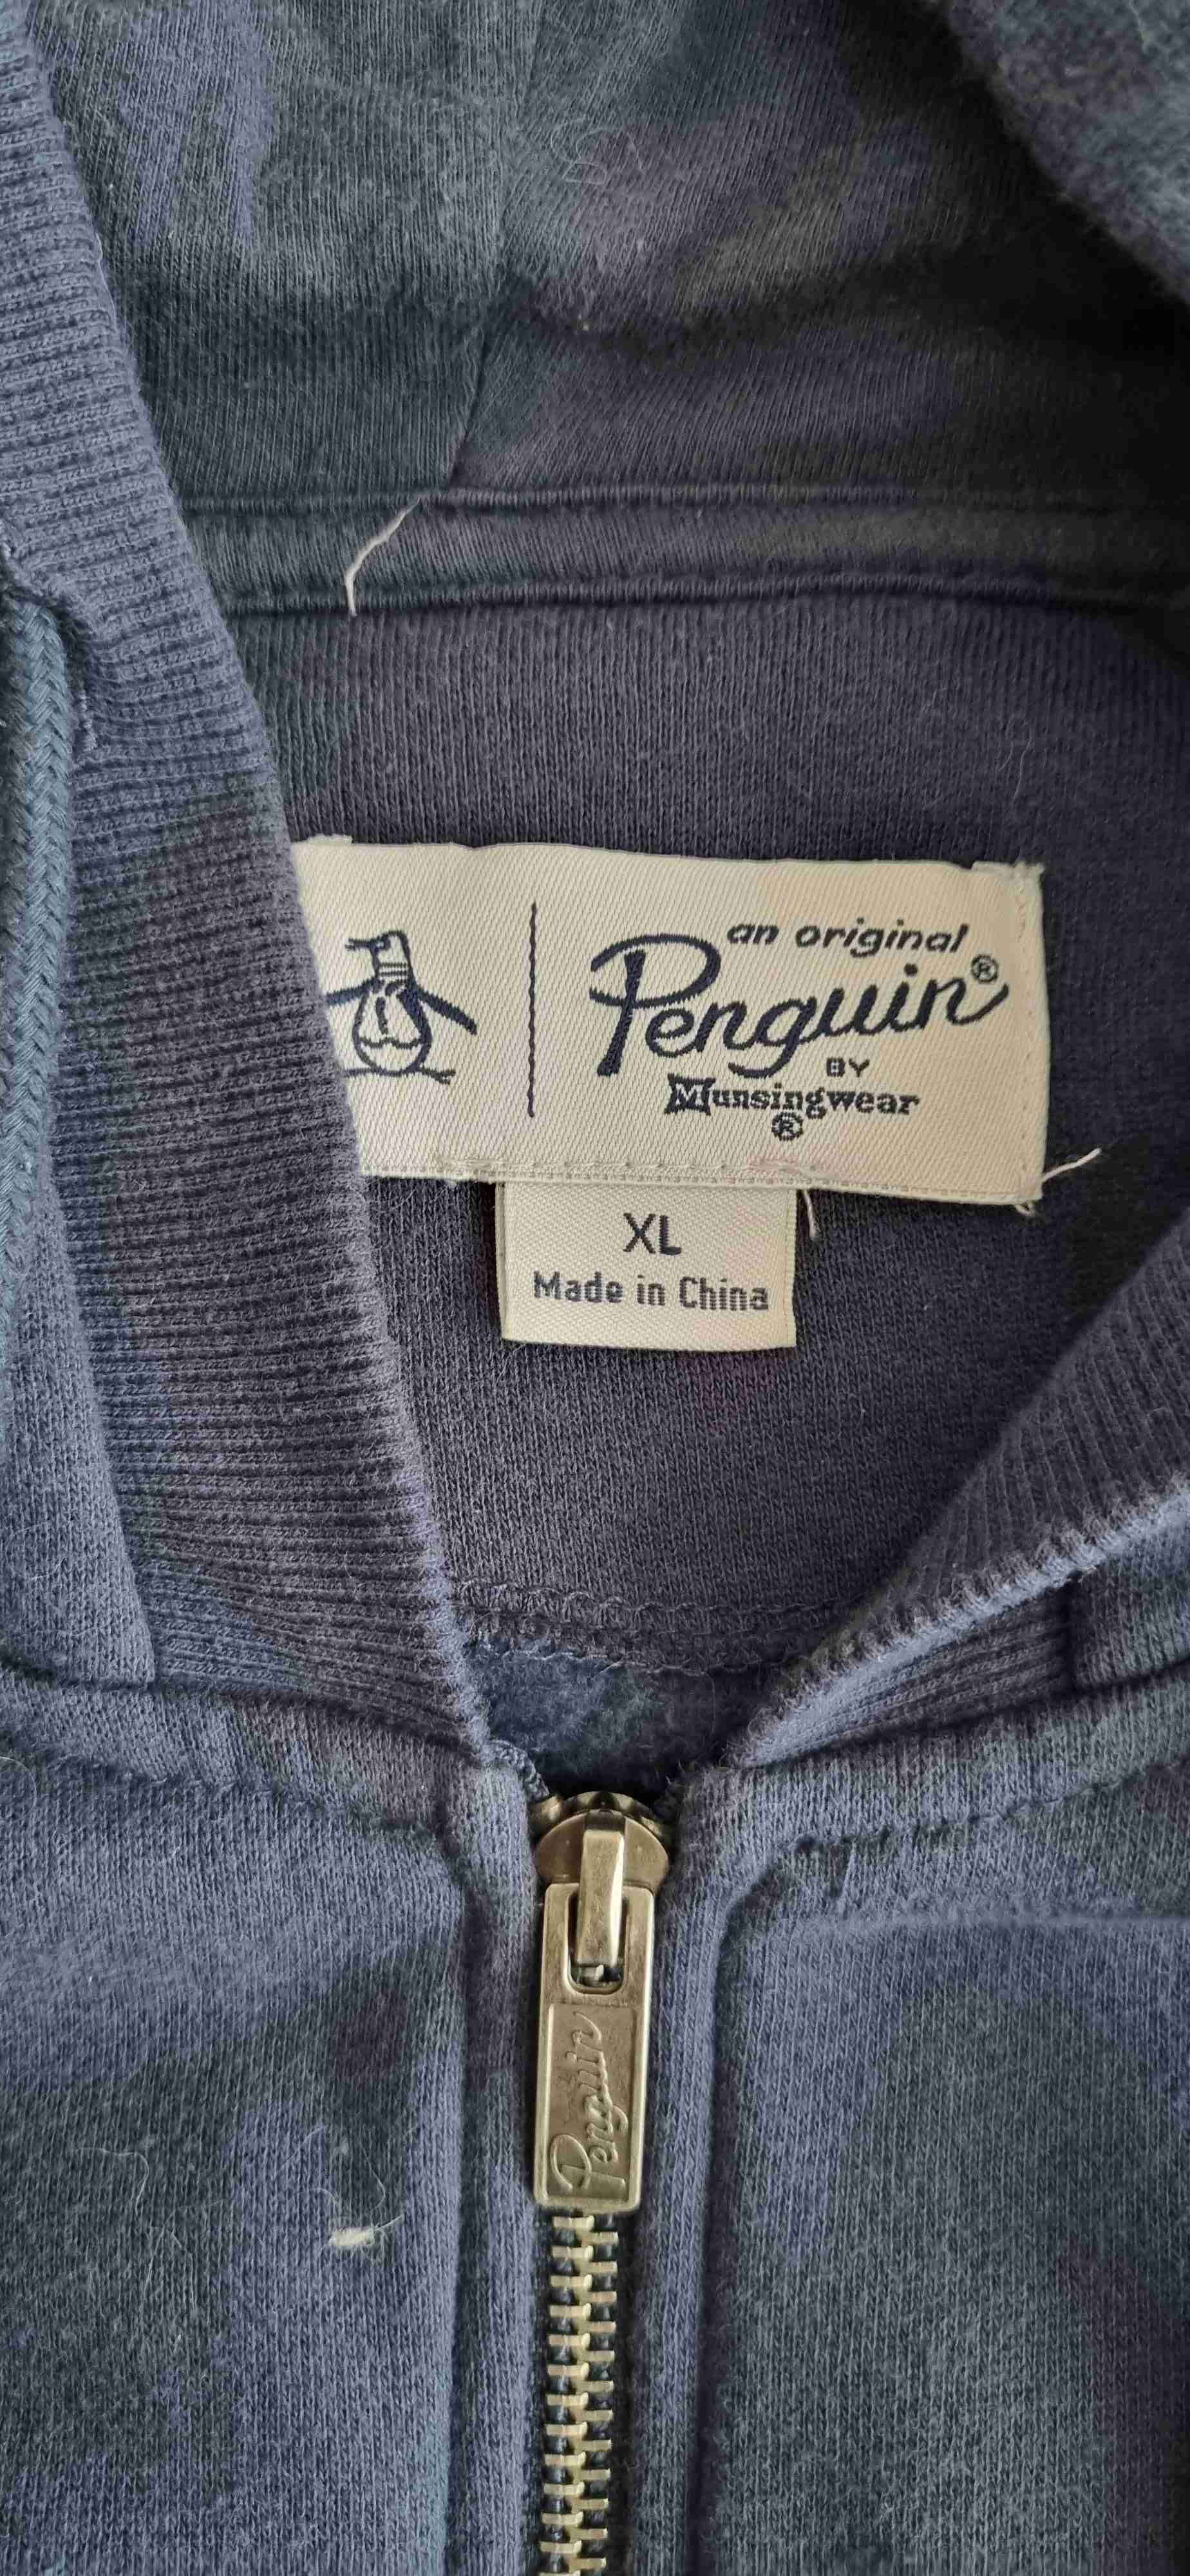 an original
Penguin®
BY
Munsingwear
®
XL
Made in China
Penguin